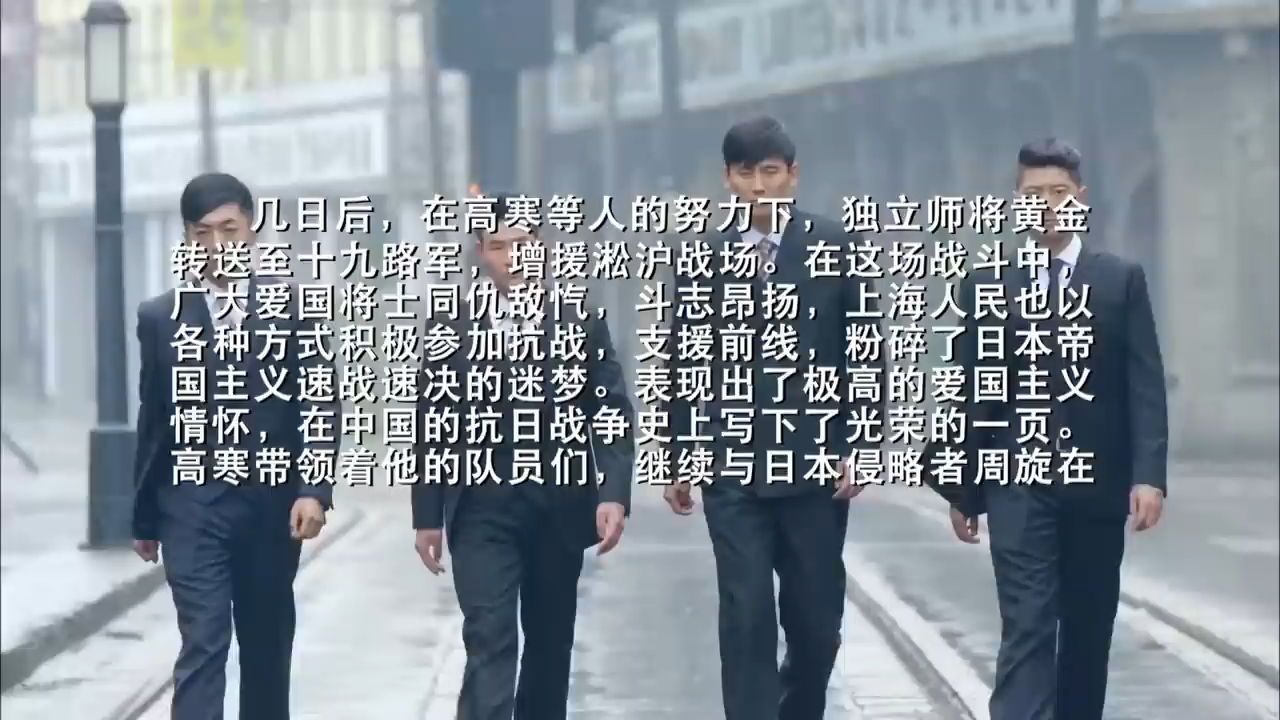 几日后，在高寒等人的努力下，独立师将黄金
转送至十九路军，增援淞沪战场。在这场战斗中，
广大爱国将士同仇敌忾，斗志昂扬，上海人民也以
各种方式积极参加抗战，支援前线，粉碎了日本帝
国主义速战速决的迷梦。表现出了极高的爱国主义
情怀，在中国的抗日战争史上写下了光荣的一页。
高寒带领着他的队员们，继续与日本侵略者周旋在